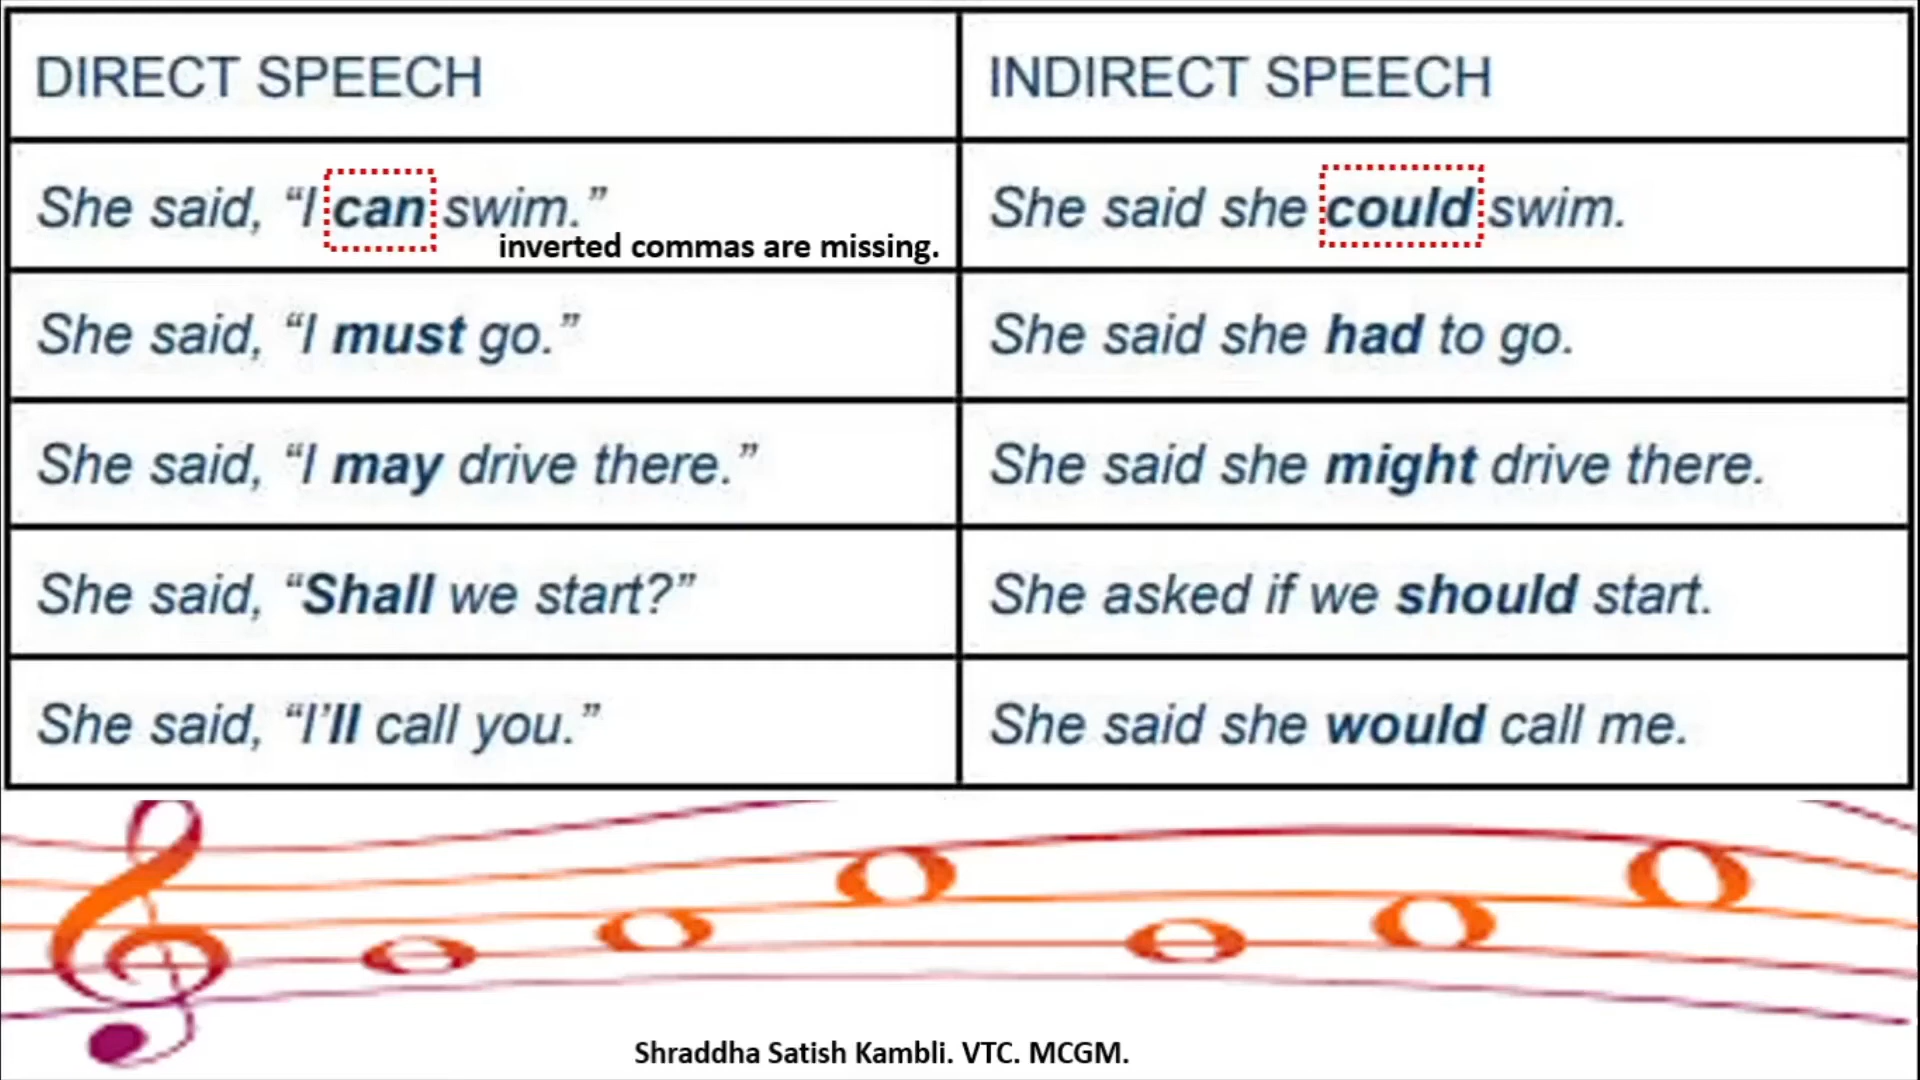 DIRECT SPEECH
INDIRECT SPEECH
She said, “I can swim.”
She said she could swim.
inverted commas are missing.
She said, “I must go.”
She said she had to go.
She said, “I may drive there.”
She said she might drive there.
She said, “Shall we start?”
She asked if we should start.
She said, “I’ll call you.”
She said she would call me.
Shraddha Satish Kambli. VTC. MCGM.